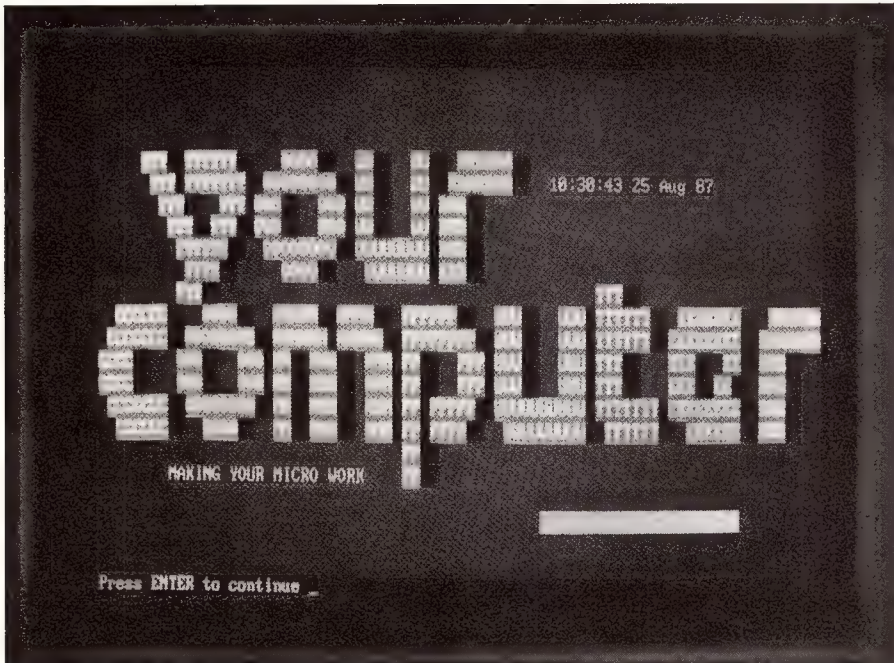 your
10:30:43 25 Aug 87
computer
MAKING YOUR MICRO WORK
Press ENTER to continue _